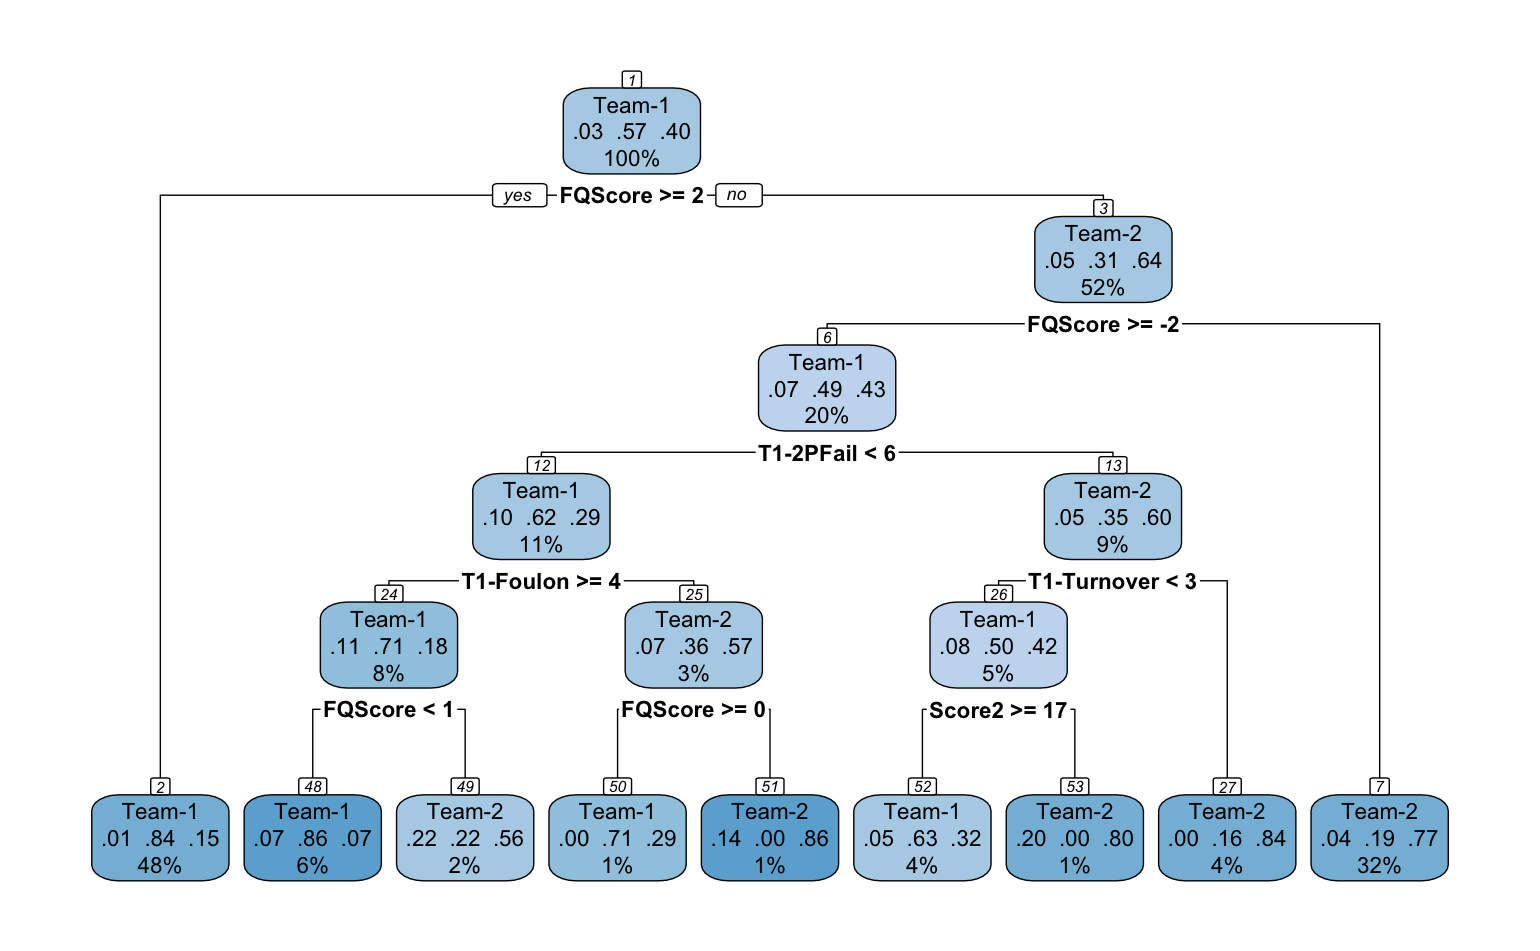 1
Team-1
.03 .57 .40
100%
yes FQScore >= 2 no
3
Team-2
.05 .31 .64
52%
FQScore >= -2
6
Team-1
.07 .49 .43
20%
T1-2PFail < 6
12
Team-1
.10 .62 .29
11%
13
Team-2
.05 .35 .60
9%
T1-Foulon >= 4
T1-Turnover < 3
24
Team-1
.11 .71 .18
8%
25
Team-2
.07 .36 .57
3%
26
Team-1
.08 .50 .42
5%
FQScore < 1
FQScore >= 0
Score2 >= 17
2
Team-1
.01 .84 .15
48%
48
Team-1
.07 .86 .07
6%
49
Team-2
.22 .22 .56
2%
50
Team-1
.00 .71 .29
1%
51
Team-2
.14 .00 .86
1%
52
Team-1
.05 .63 .32
4%
53
Team-2
.20 .00 .80
1%
27
Team-2
.00 .16 .84
4%
7
Team-2
.04 .19 .77
32%